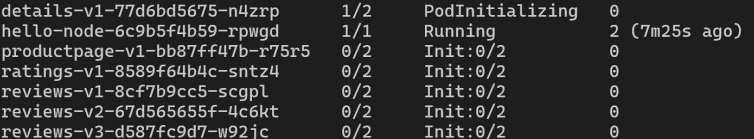 details-v1-77d6bd5675-n4zrp 1/2 PodInitializing 0
hello-node-6c9b5f4b59-rpwgd 1/1 Running 2 (7m25s ago)
productpage-v1-bb87ff47b-r75r5 0/2 Init:0/2 0
ratings-v1-8589f64b4c-sntz4 0/2 Init:0/2 0
reviews-v1-8cf7b9cc5-scgpl 0/2 Init:0/2 0
reviews-v2-67d565655f-4c6kt 0/2 Init:0/2 0
reviews-v3-d587fc9d7-w92jc 0/2 Init:0/2 0